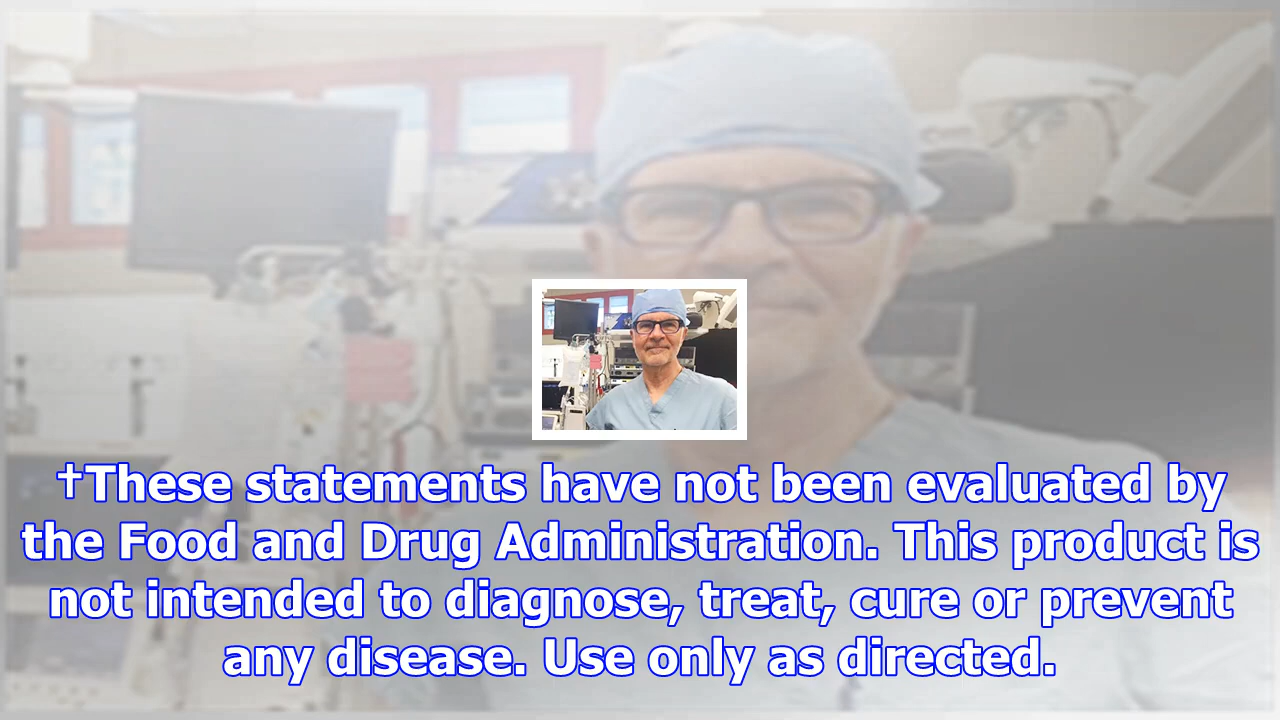 †These statements have not been evaluated by
the Food and Drug Administration. This product is
not intended to diagnose, treat, cure or prevent
any disease. Use only as directed.